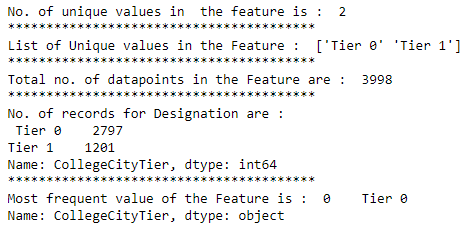 No. of unique values in  the feature is :  2
*****************************************
List of Unique values in the Feature :  ['Tier 0' 'Tier 1']
*****************************************
Total no. of datapoints in the Feature are :  3998
*****************************************
No. of records for Designation are :
 Tier 0    2797
Tier 1    1201
Name: CollegeCityTier, dtype: int64
*****************************************
Most frequent value of the Feature is :  0    Tier 0
Name: CollegeCityTier, dtype: object